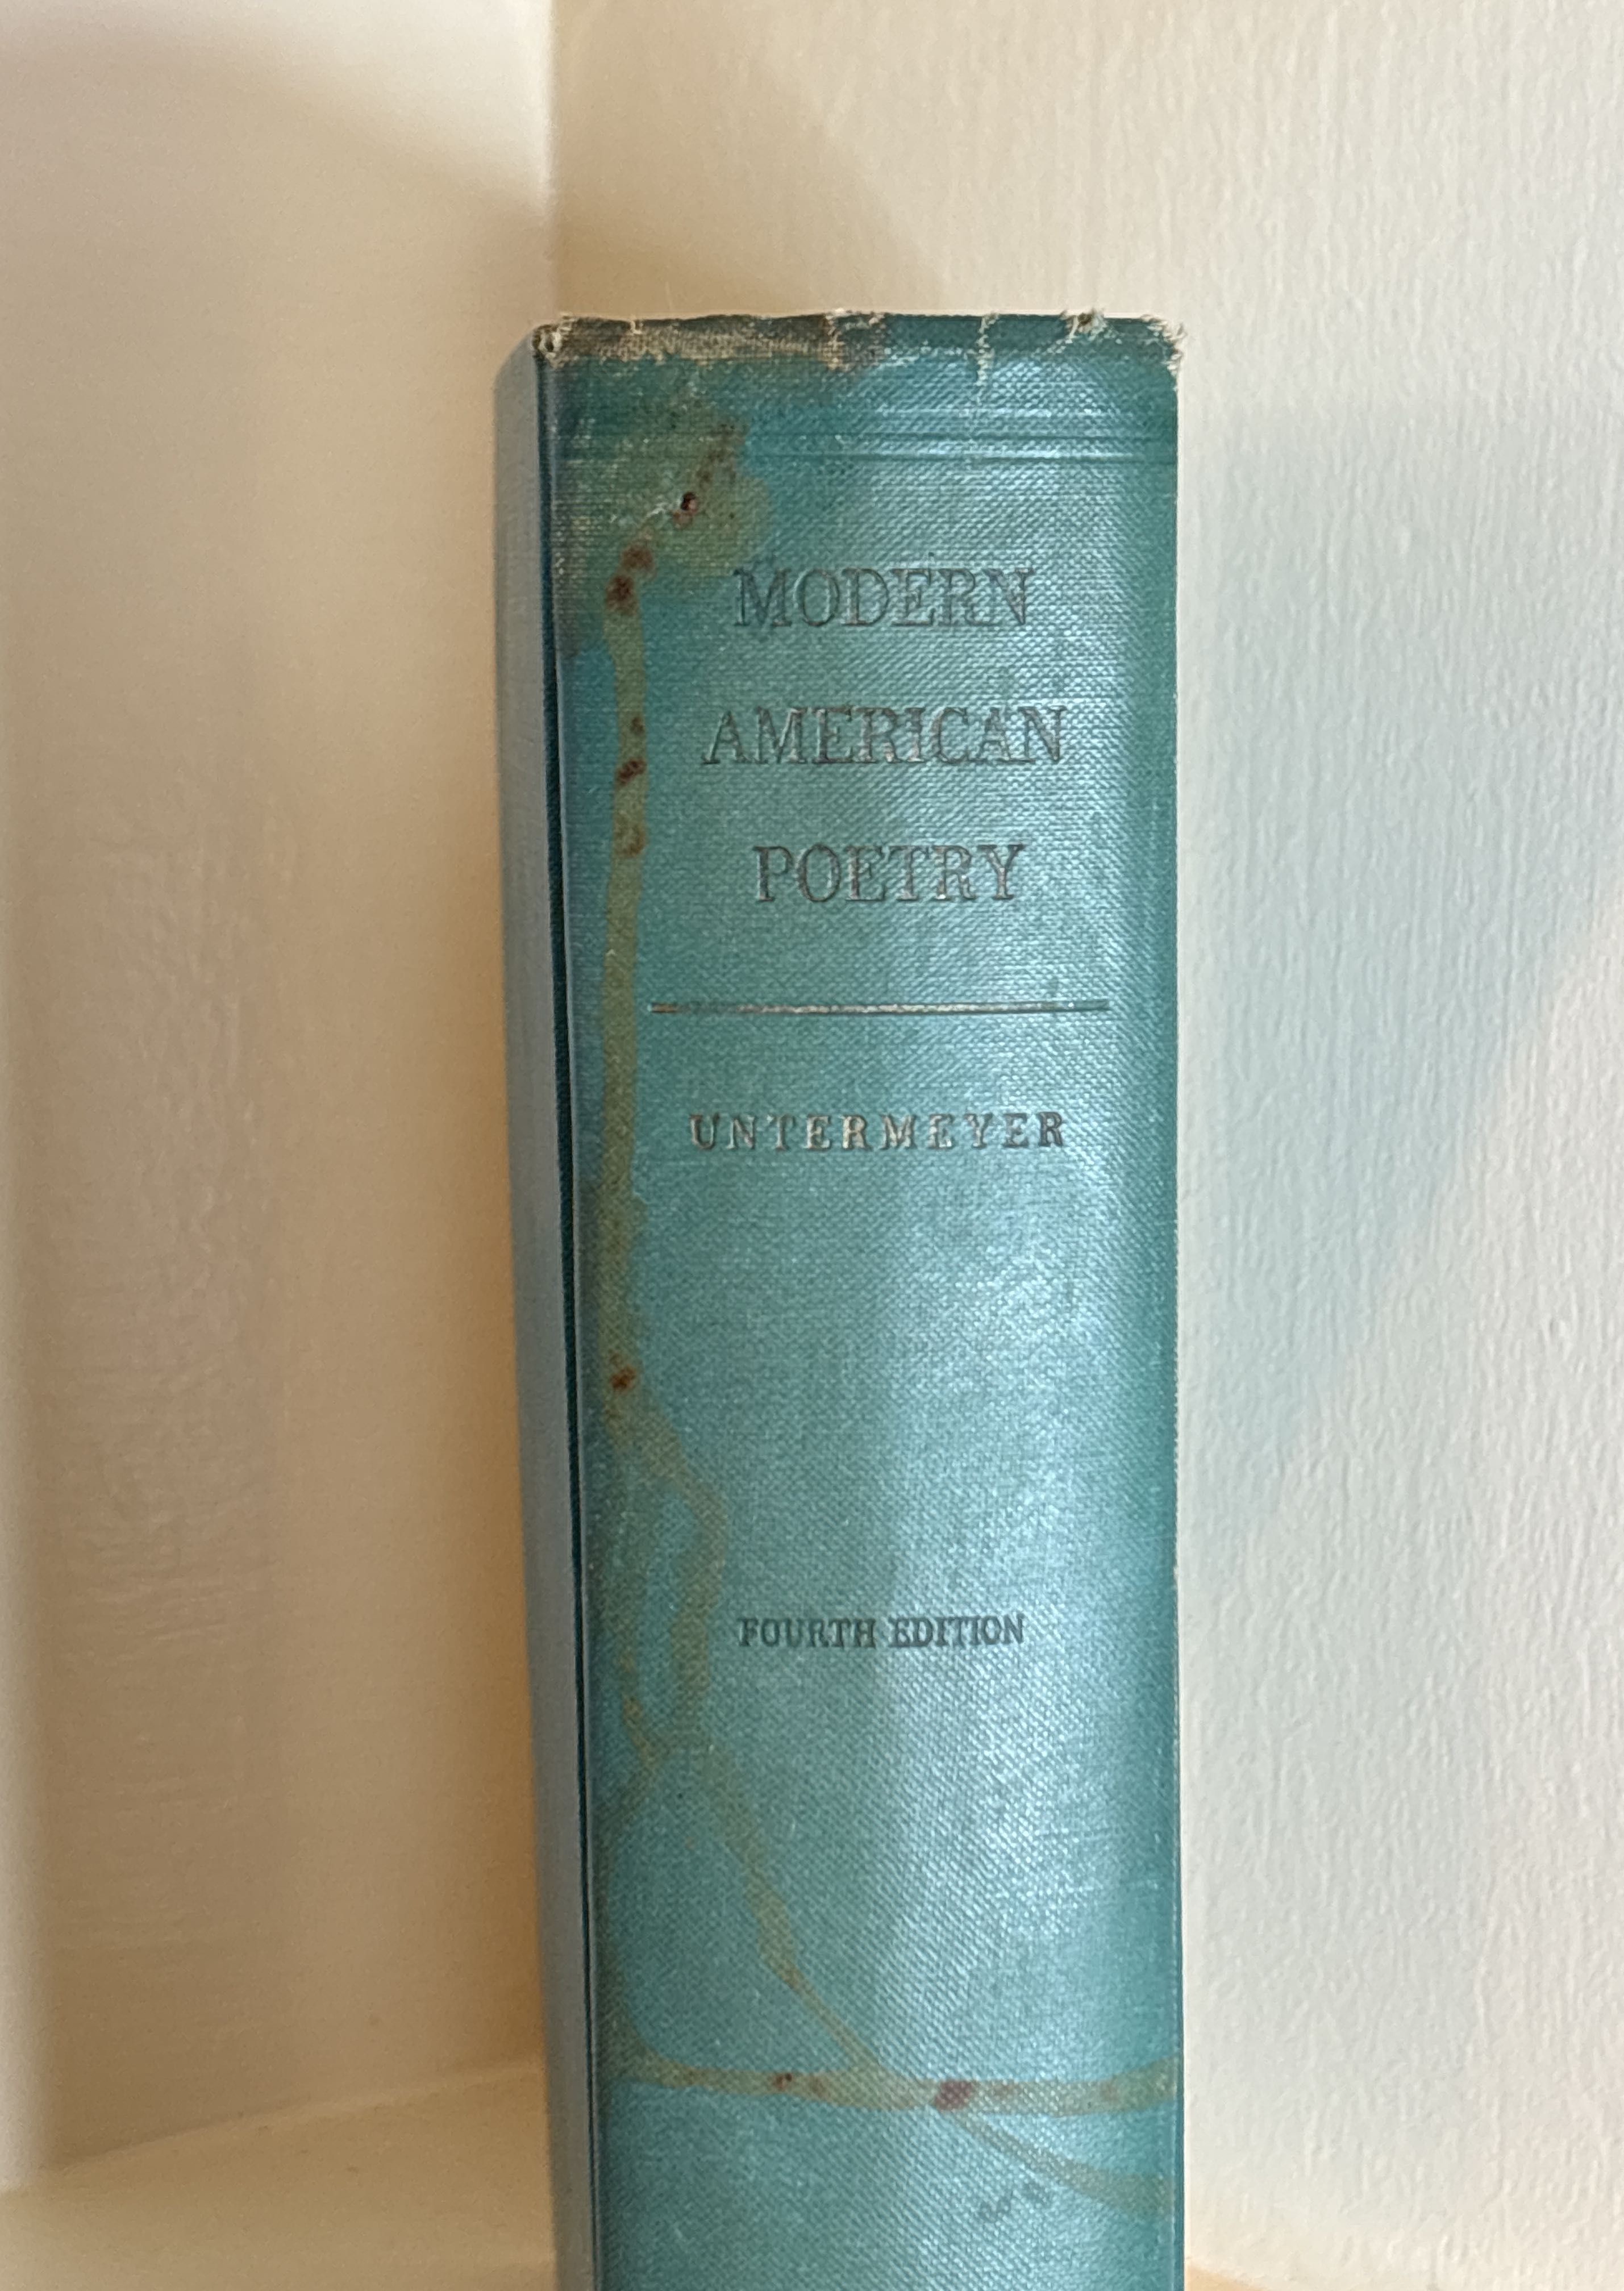 MODERN
AMERICAN
POETRY
UNTERMEYER
FOURTH EDITION